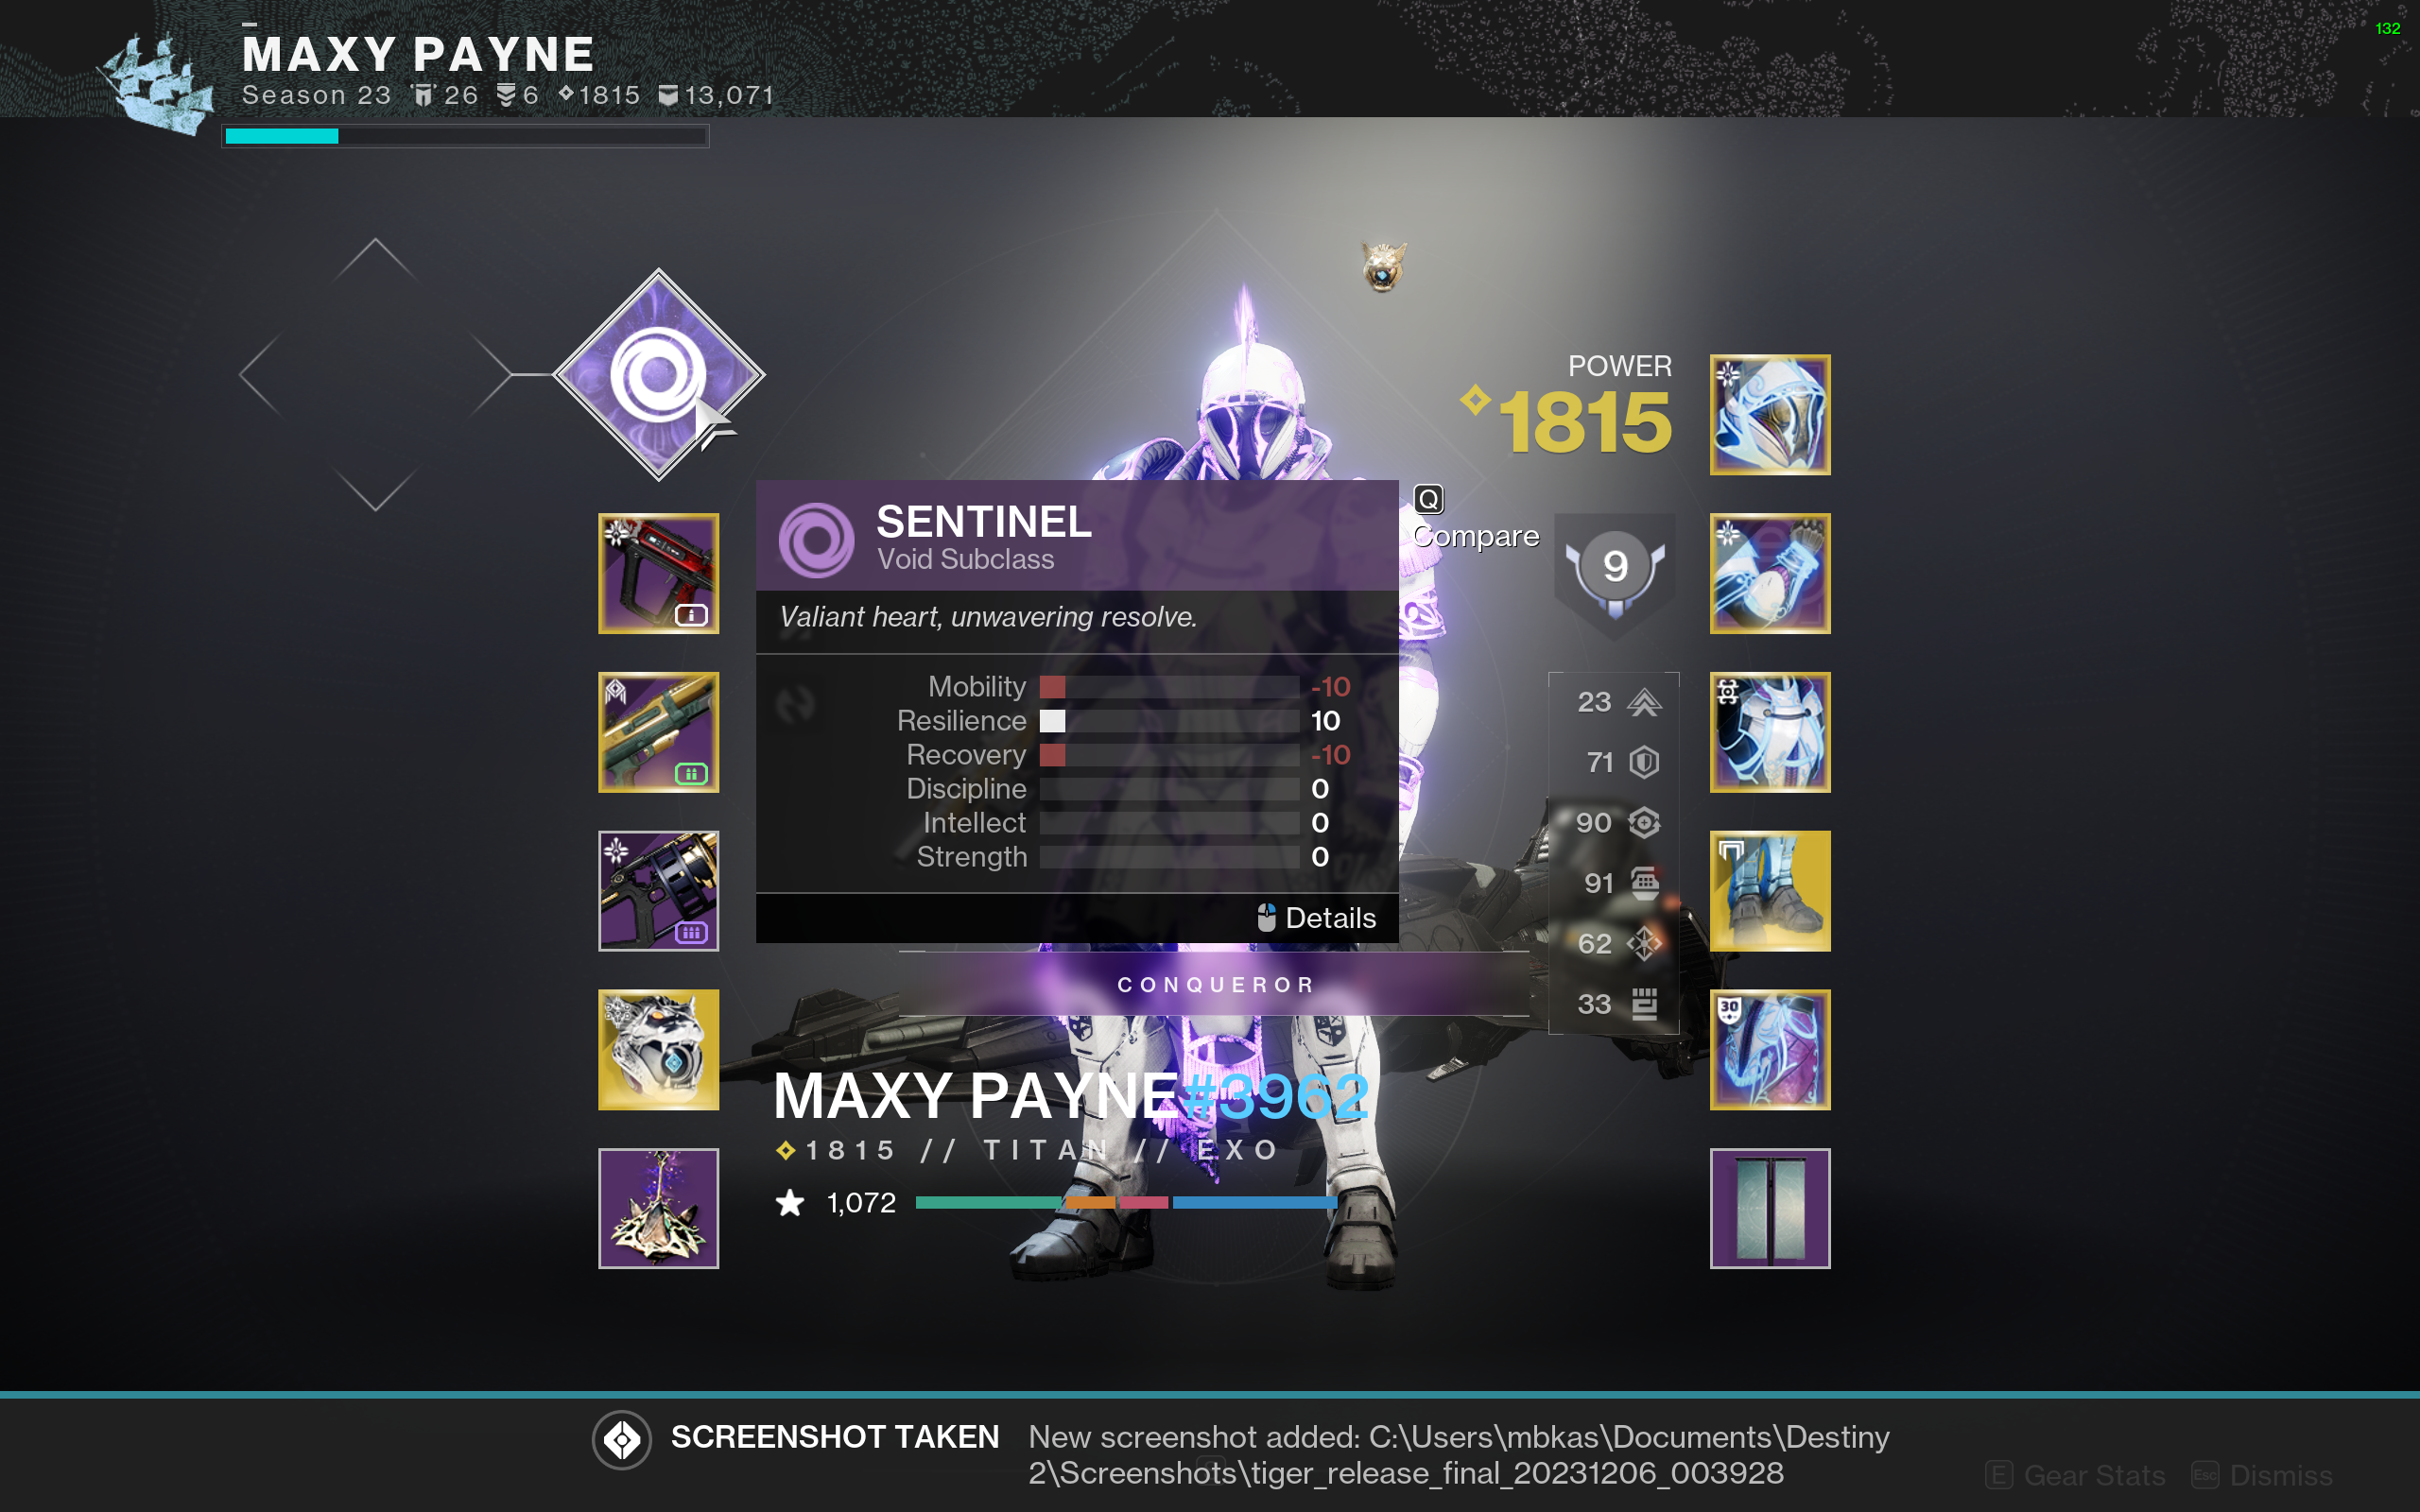 132
MAXY PAYNE
Season 23 26 6 1815 13,071
POWER
1815
Q
Compare
9
SENTINEL
Void Subclass
Valiant heart, unwavering resolve.
Mobility -10
Resilience 10
Recovery -10
Discipline 0
Intellect 0
Strength 0
Details
23
71
90
91
62
33
30
CONQUEROR
MAXY PAYNE#3962
1815 // TITAN // EXO
1,072
SCREENSHOT TAKEN
New screenshot added: C:\Users\mbkas\Documents\Destiny
2\Screenshots\tiger_release_final_20231206_003928
E Gear Stats Esc Dismiss